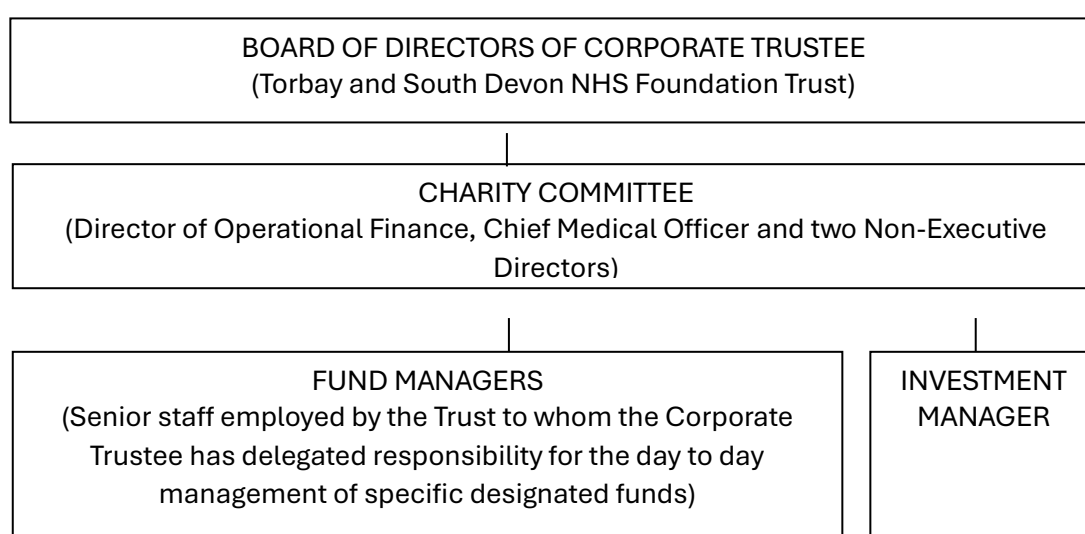 BOARD OF DIRECTORS OF CORPORATE TRUSTEE
(Torbay and South Devon NHS Foundation Trust)
CHARITY COMMITTEE
(Director of Operational Finance, Chief Medical Officer and two Non-Executive
Directors)
FUND MANAGERS
(Senior staff employed by the Trust to whom the Corporate
Trustee has delegated responsibility for the day to day
management of specific designated funds)
INVESTMENT
MANAGER